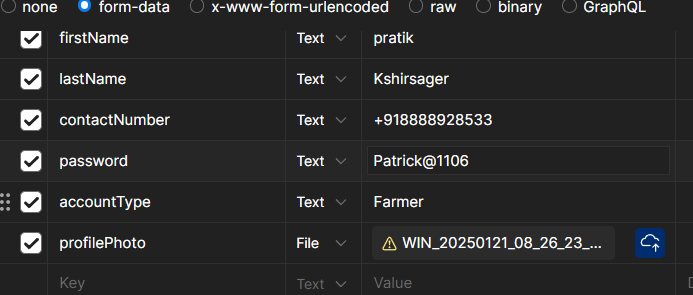 none form-data x-www-form-urlencoded raw binary GraphQL
firstName Text pratik
lastName Text Kshirsager
contactNumber Text +918888928533
password Text Patrick@1106
accountType Text Farmer
profilePhoto File WIN_20250121_08_26_23_...
Key Text Value